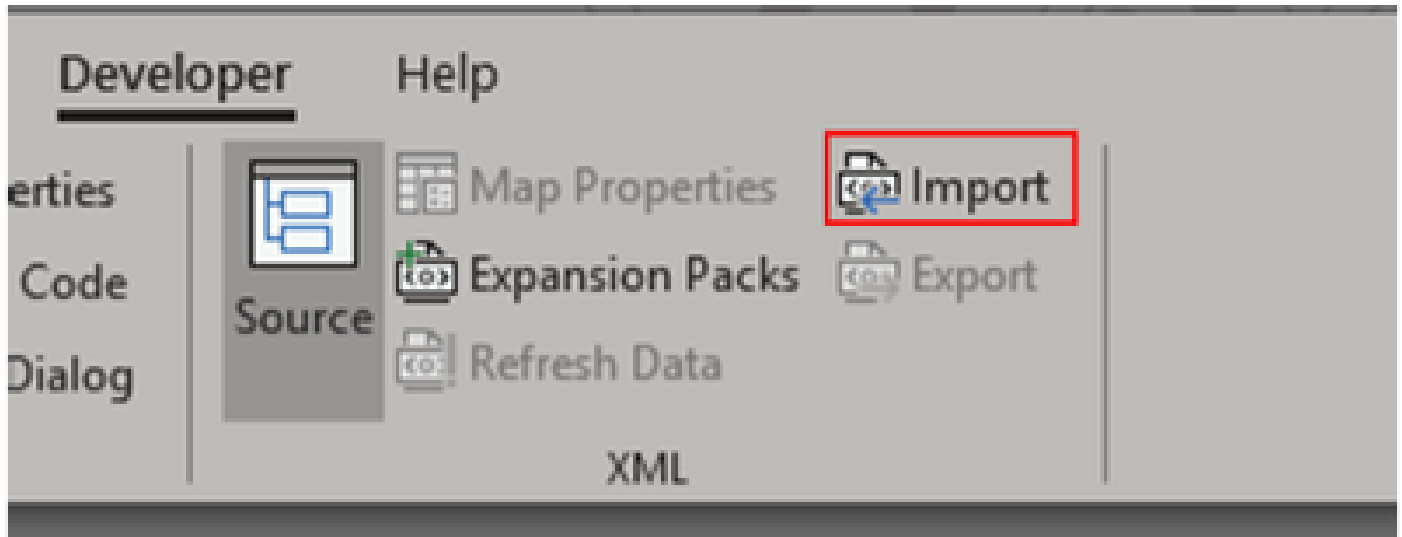 Developer Help
erties
Code
Dialog
Source
Map Properties
Expansion Packs
Refresh Data
Import
Export
XML